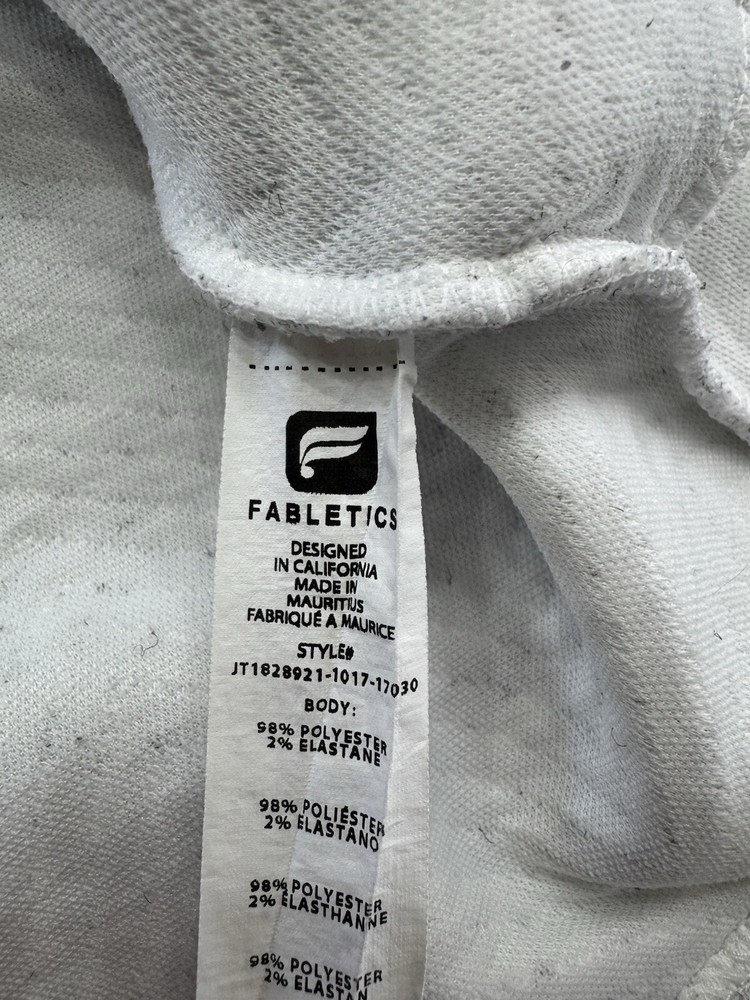 FABLETICS
DESIGNED
IN CALIFORNIA
MADE IN
MAURITIUS
FABRIQUÉ A MAURICE
STYLE#
JT1828921-1017-17030
BODY:
98% POLYESTER
2% ELASTANE
98% POLIÉSTER
2% ELASTANO
98% POLYESTER
2% ÉLASTHANNE
98% POLYESTER
2% ELASTAN